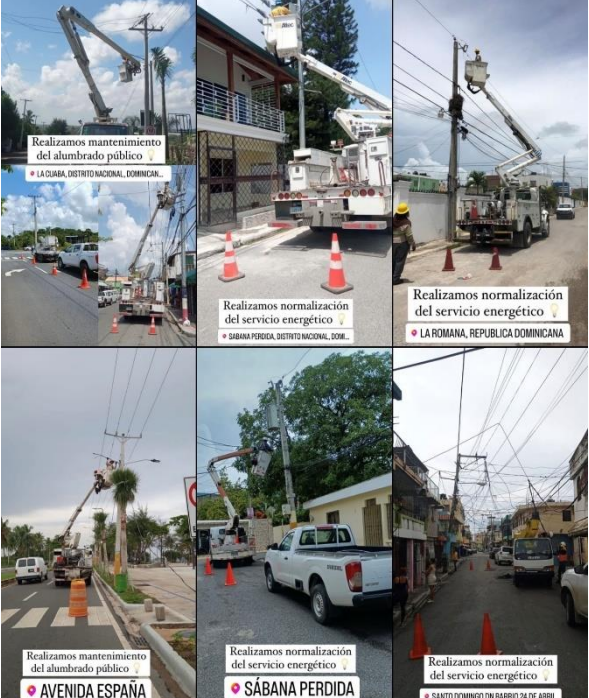 Realizamos mantenimiento
del alumbrado público 💡
LA CUABA, DISTRITO NACIONAL, DOMINICAN...
Realizamos normalización
del servicio energético 💡
SABANA PERDIDA, DISTRITO NACIONAL, DOMI...
Realizamos normalización
del servicio energético 💡
LA ROMANA, REPUBLICA DOMINICANA
Realizamos mantenimiento
del alumbrado público 💡
AVENIDA ESPAÑA
Realizamos normalización
del servicio energético 💡
SÁBANA PERDIDA
Realizamos normalización
del servicio energético 💡
SANTO DOMINGO, UN BARRIO 24 DE ABRIL